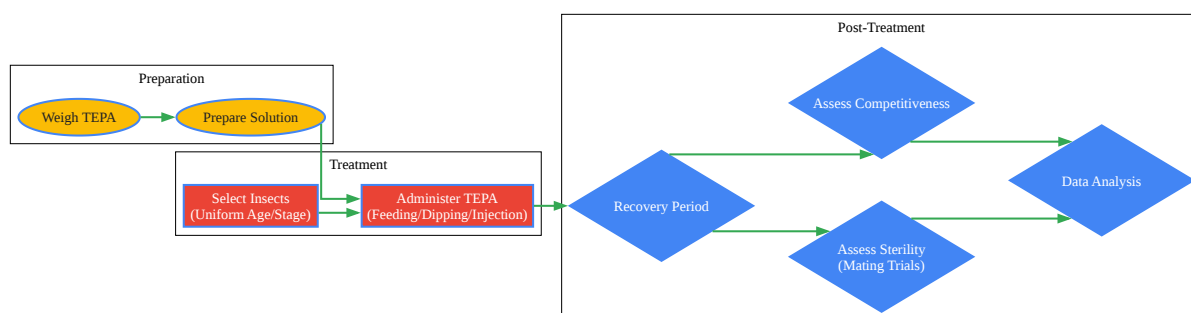 Preparation
Weigh TEPA
Prepare Solution
Treatment
Select Insects
(Uniform Age/Stage)
Administer TEPA
(Feeding/Dipping/Injection)
Post-Treatment
Recovery Period
Assess Competitiveness
Assess Sterility
(Mating Trials)
Data Analysis